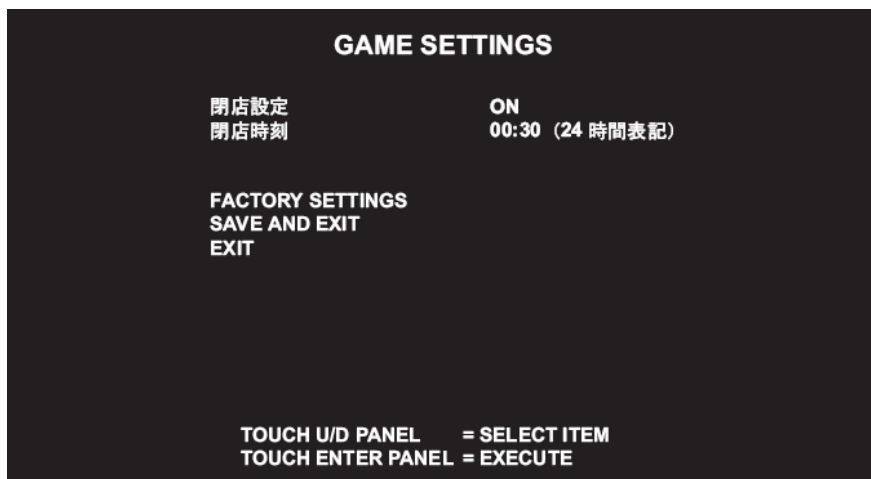 GAME SETTINGS
閉店設定 ON
閉店時刻 00:30（24 時間表記）
FACTORY SETTINGS
SAVE AND EXIT
EXIT
TOUCH U/D PANEL = SELECT ITEM
TOUCH ENTER PANEL = EXECUTE